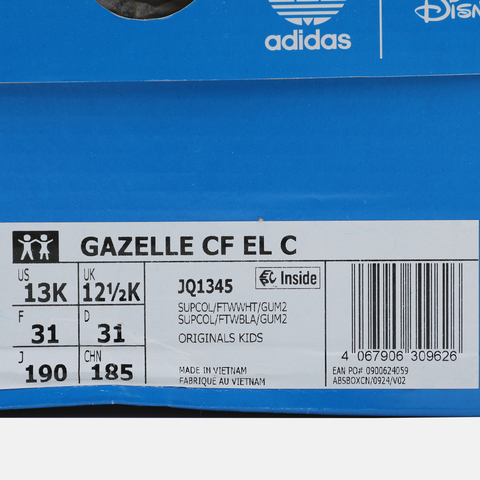 adidas
Disn
GAZELLE CF EL C
US 13K
UK 12½K
F 31
D 31
J 190
CHN 185
JQ1345
€ Inside
SUPCOL/FTWWHT/GUM2
SUPCOL/FTWBLA/GUM2
ORIGINALS KIDS
MADE IN VIETNAM
FABRIQUÉ AU VIETNAM
4 067906 309626
EAN PO# 0900624059
ABSBOXCN/0924/V02